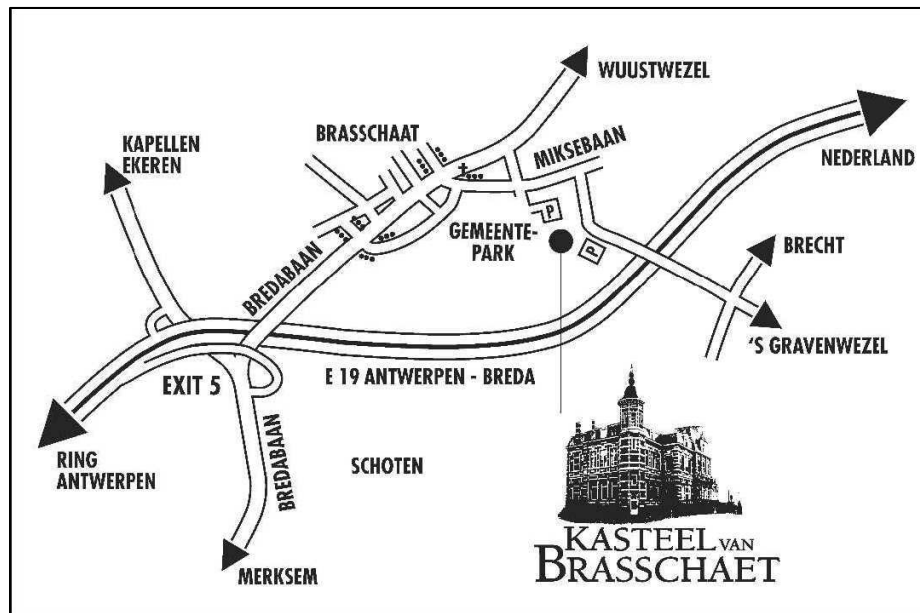 WUUSTWEZEL
BRASSCHAAT
KAPELLEN
EKEREN
MIKSEBAAN
NEDERLAND
P
GEMEENTE-
PARK
P
BRECHT
BREDABAAN
'S GRAVENWEZEL
E 19 ANTWERPEN - BREDA
EXIT 5
BREDABAAN
RING
ANTWERPEN
SCHOTEN
MERKSEM
KASTEEL VAN
BRASSCHAET